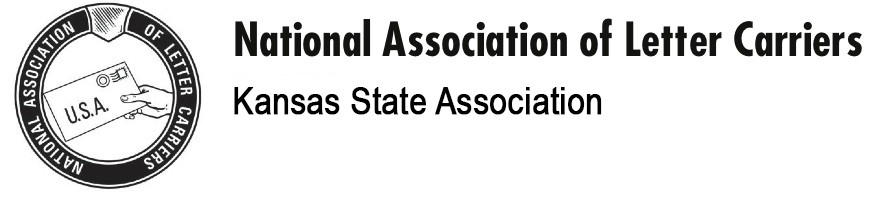 NATIONAL ASSOCIATION OF LETTER CARRIERS
U.S.A.
National Association of Letter Carriers
Kansas State Association